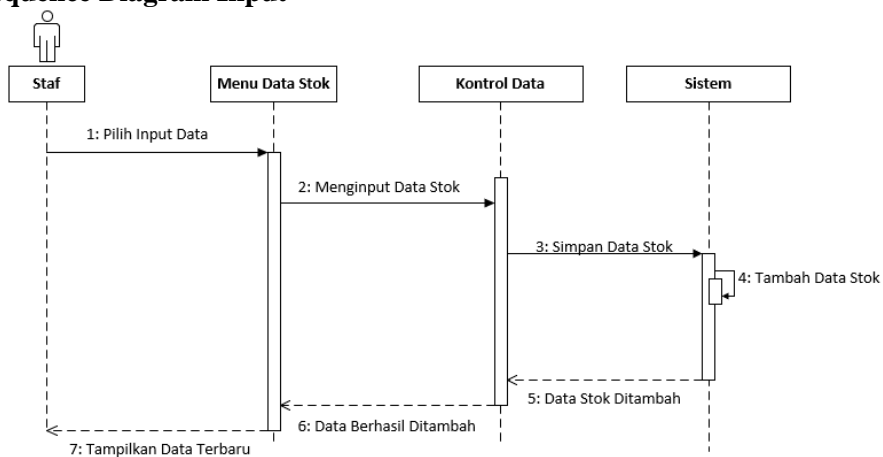 Diagram Input
Staf
Menu Data Stok
Kontrol Data
Sistem
1: Pilih Input Data
2: Menginput Data Stok
3: Simpan Data Stok
4: Tambah Data Stok
5: Data Stok Ditambah
6: Data Berhasil Ditambah
7: Tampilkan Data Terbaru